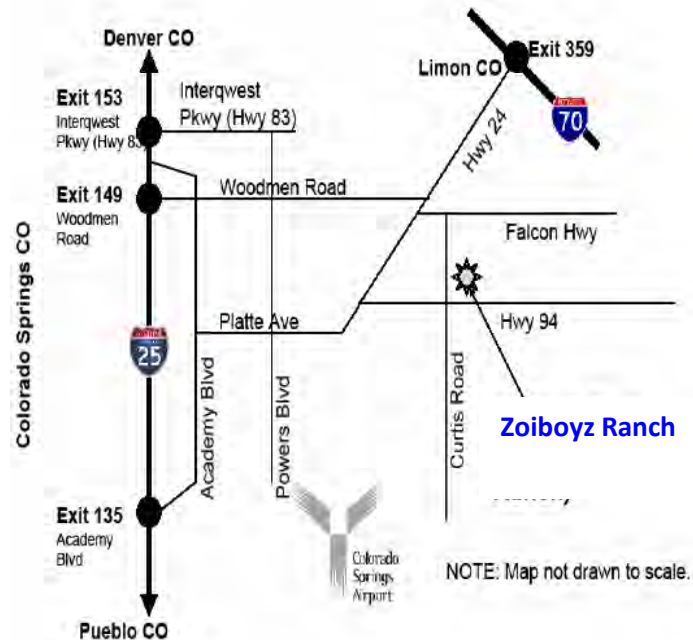 Denver CO
Exit 359
Limon CO
Exit 153
Interqwest
Pkwy (Hwy 83)
Interqwest
Pkwy (Hwy 83)
70
Hwy 24
Exit 149
Woodmen
Road
Woodmen Road
Falcon Hwy
Hwy 94
Platte Ave
Colorado Springs CO
25
Academy Blvd
Powers Blvd
Curtis Road
Zoiboyz Ranch
Exit 135
Academy
Blvd
Colorado
Springs
Airport
NOTE: Map not drawn to scale.
Pueblo CO